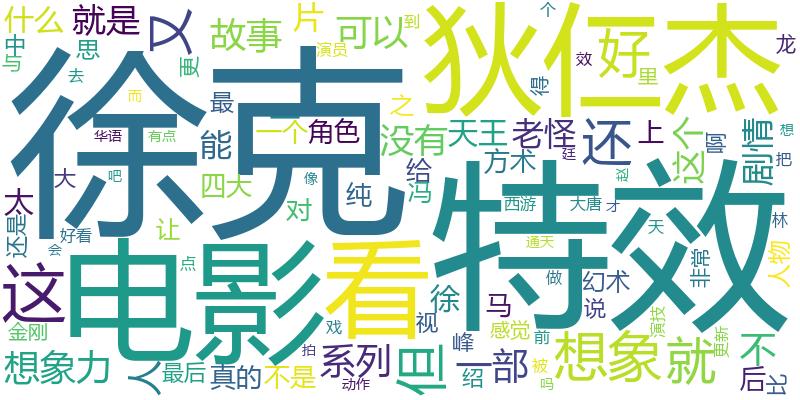 什么
就是
又
故事
片
可以
演员
到
个
狄仁杰
好
里
效
龙
中
与
思
更
去
而
徐克
最
能
华语
有点
一个
角色
之
没有
天王
老怪
还
上
这个
啊
剧情
想
把
得
吧
大
太
还是
好看
会
四大
让
像
对
纯
给
冯
方术
廷
赵
西游
大唐
才
天
林
特效
这
电影
看
点
通天
做
幻术
说
非常
人物
金刚
想象力
人
最后
真的
不是
戏
拍
动作
系列
视
但
徐
马
峰
绍
感觉
一部
前
被
吗
想象
就
演技
更新
不
后
比